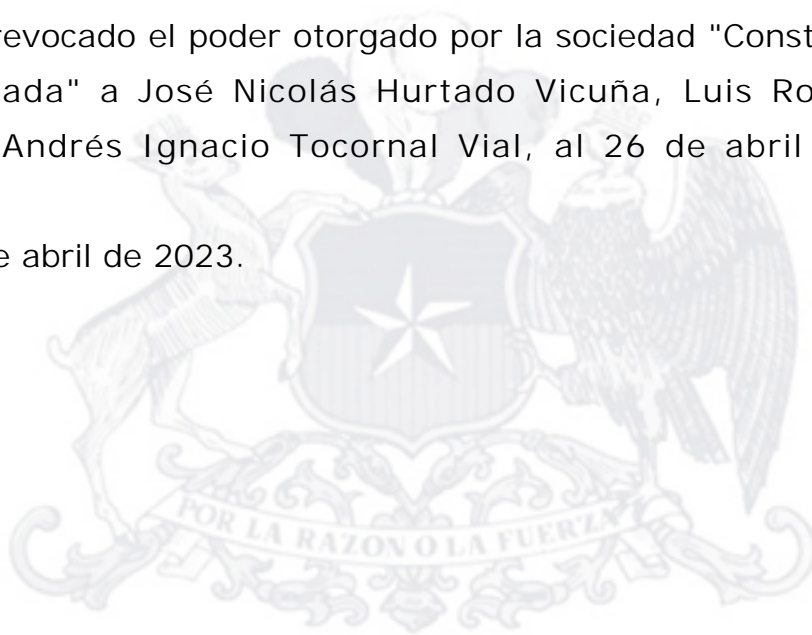 revocado el poder otorgado por la sociedad "Const
ada" a José Nicolás Hurtado Vicuña, Luis Ro
Andrés Ignacio Tocornal Vial, al 26 de abril
e abril de 2023.
POR LA RAZON O LA FUERZA